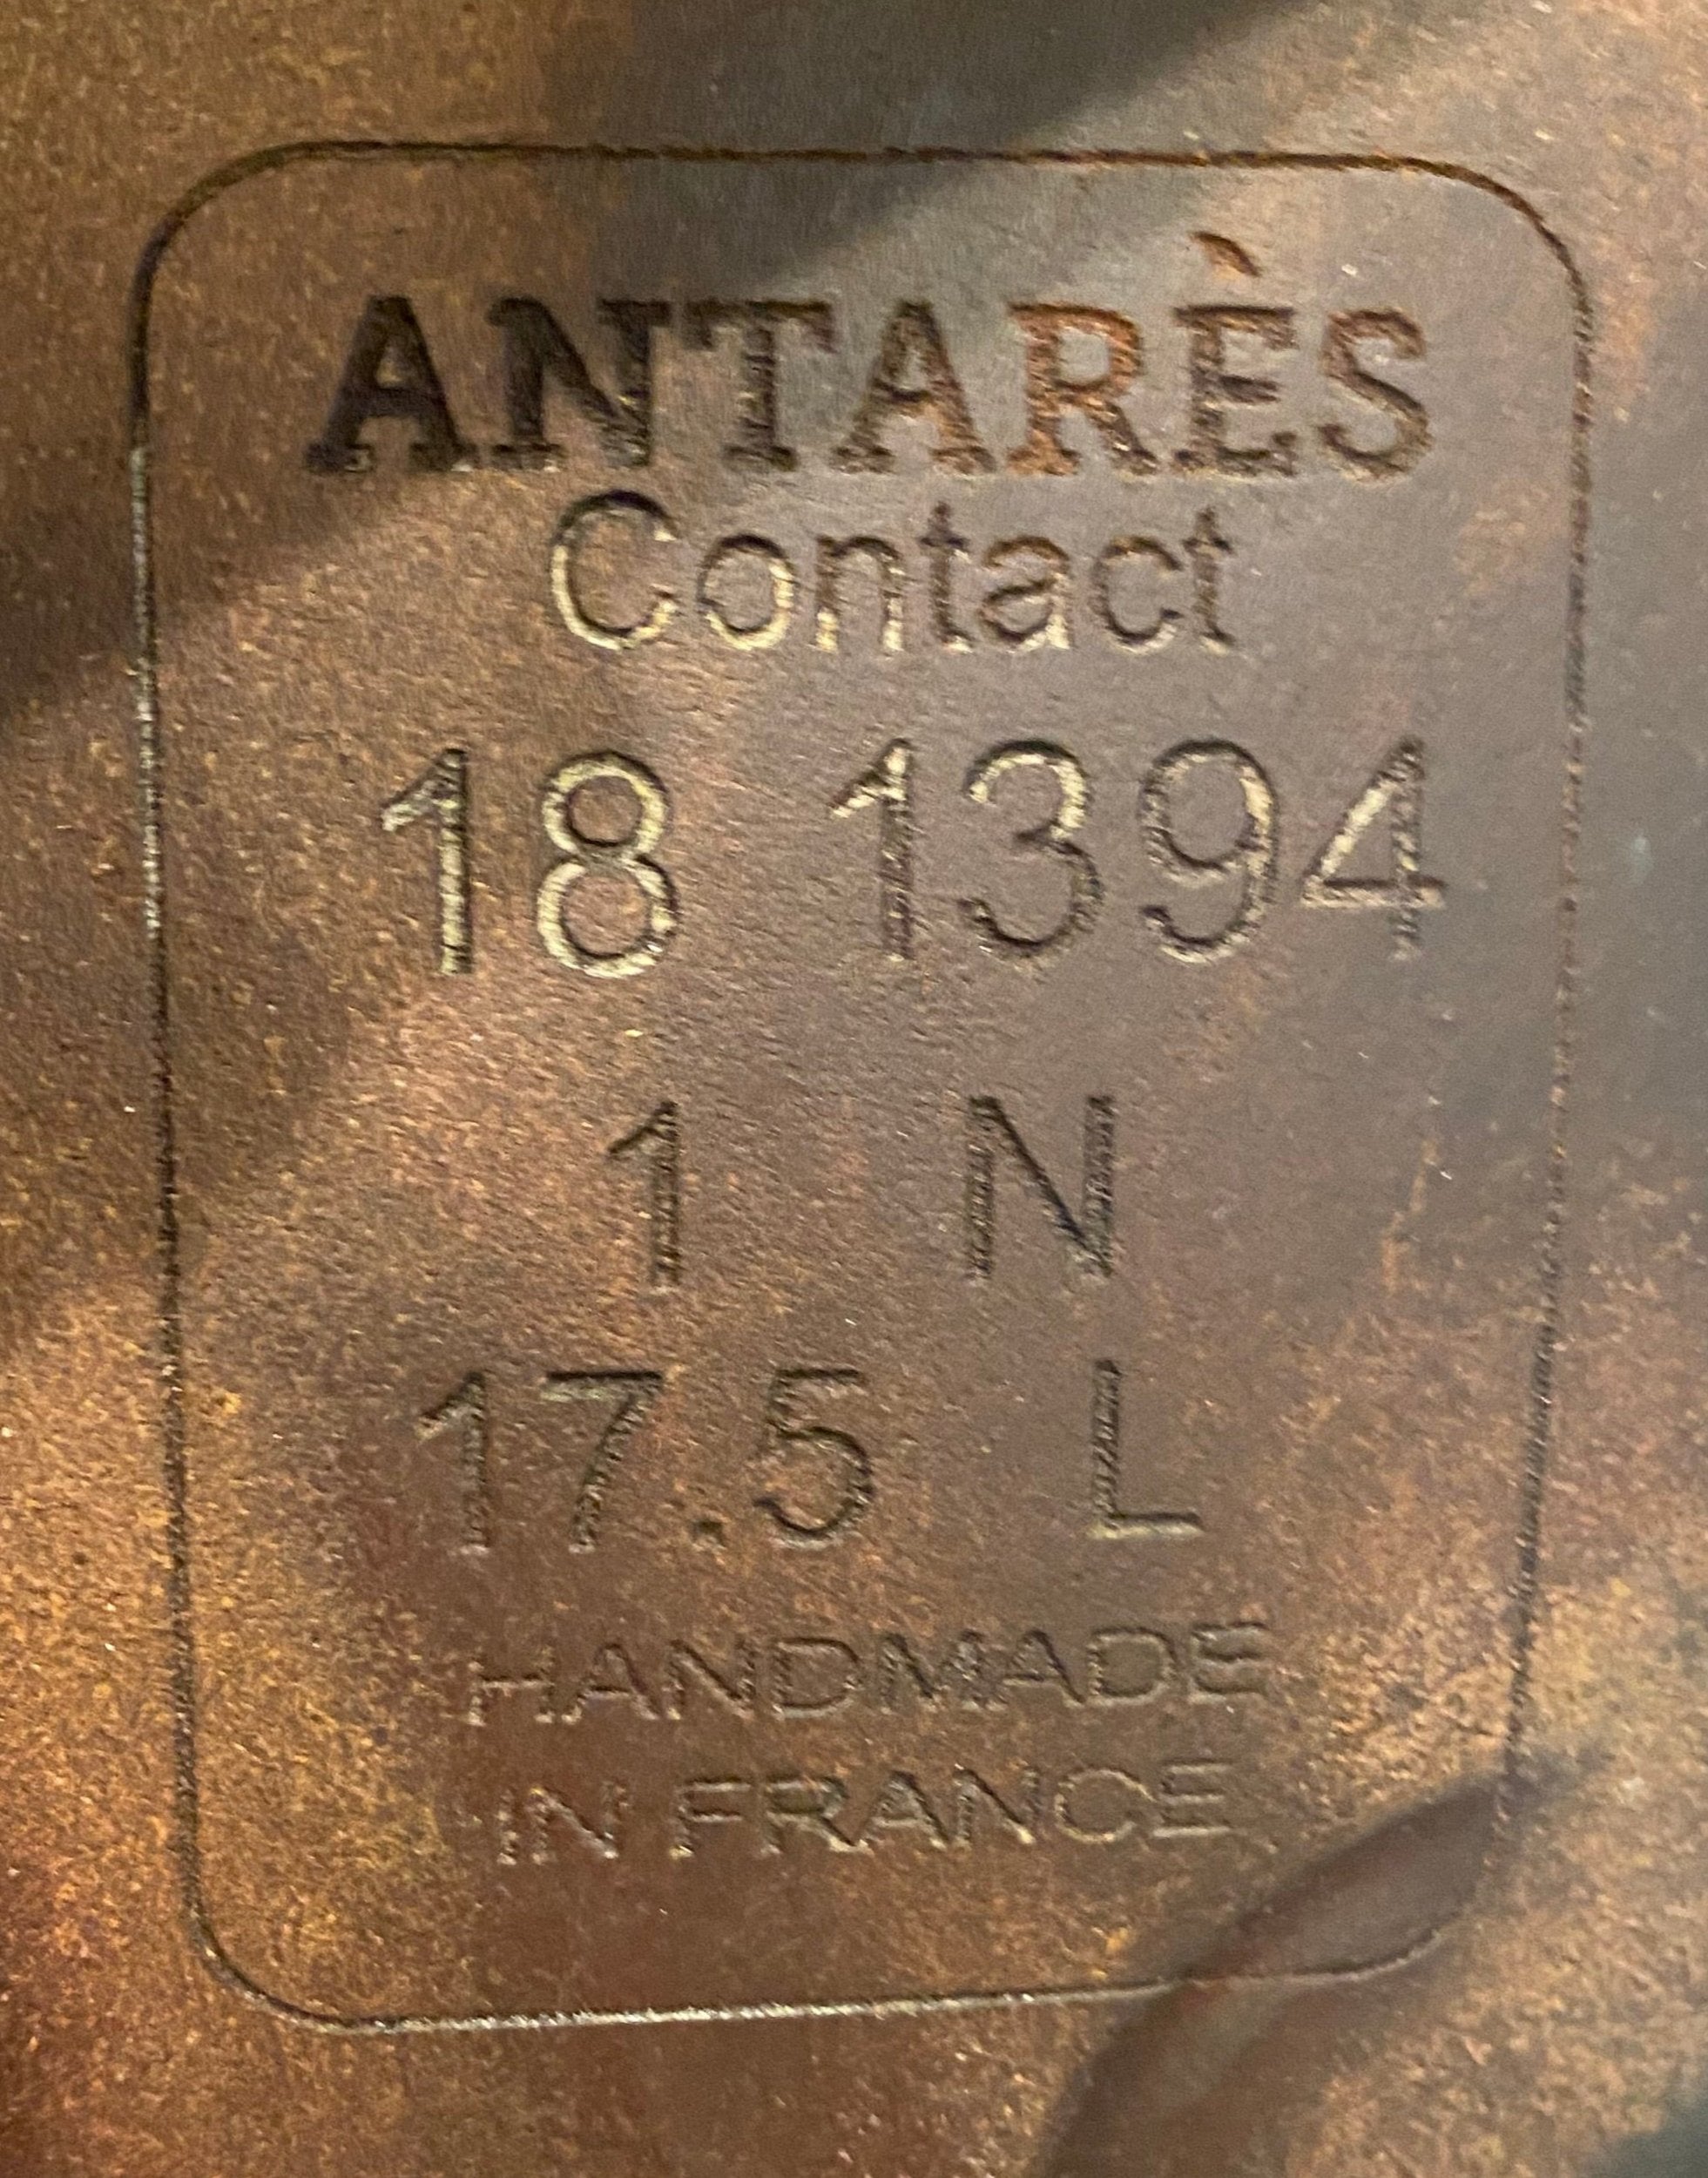 ANTARÈS
Contact
18 1394
1 N
17.5 L
HANDMADE
IN FRANCE